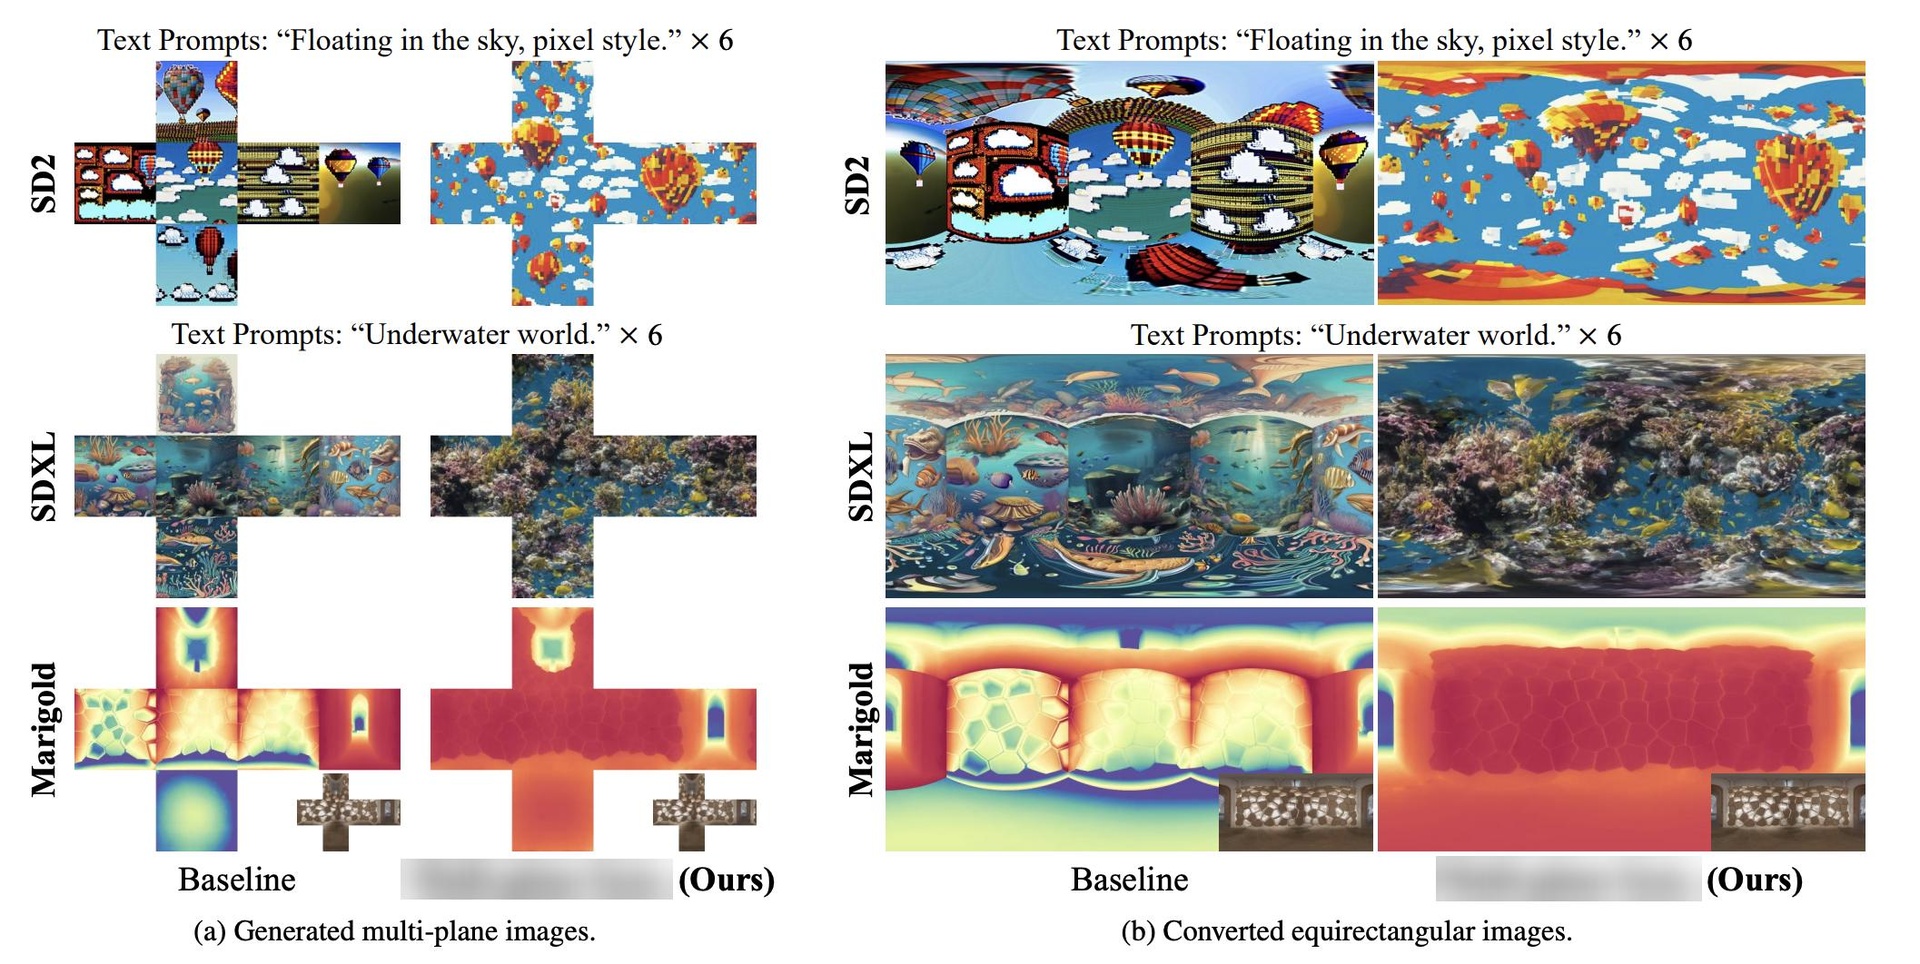 Text Prompts: “Floating in the sky, pixel style.” × 6
SD2
Text Prompts: “Underwater world.” × 6
SDXL
Marigold
Baseline
(Ours)
(a) Generated multi-plane images.
Text Prompts: “Floating in the sky, pixel style.” × 6
SD2
Text Prompts: “Underwater world.” × 6
SDXL
Marigold
Baseline
(Ours)
(b) Converted equirectangular images.